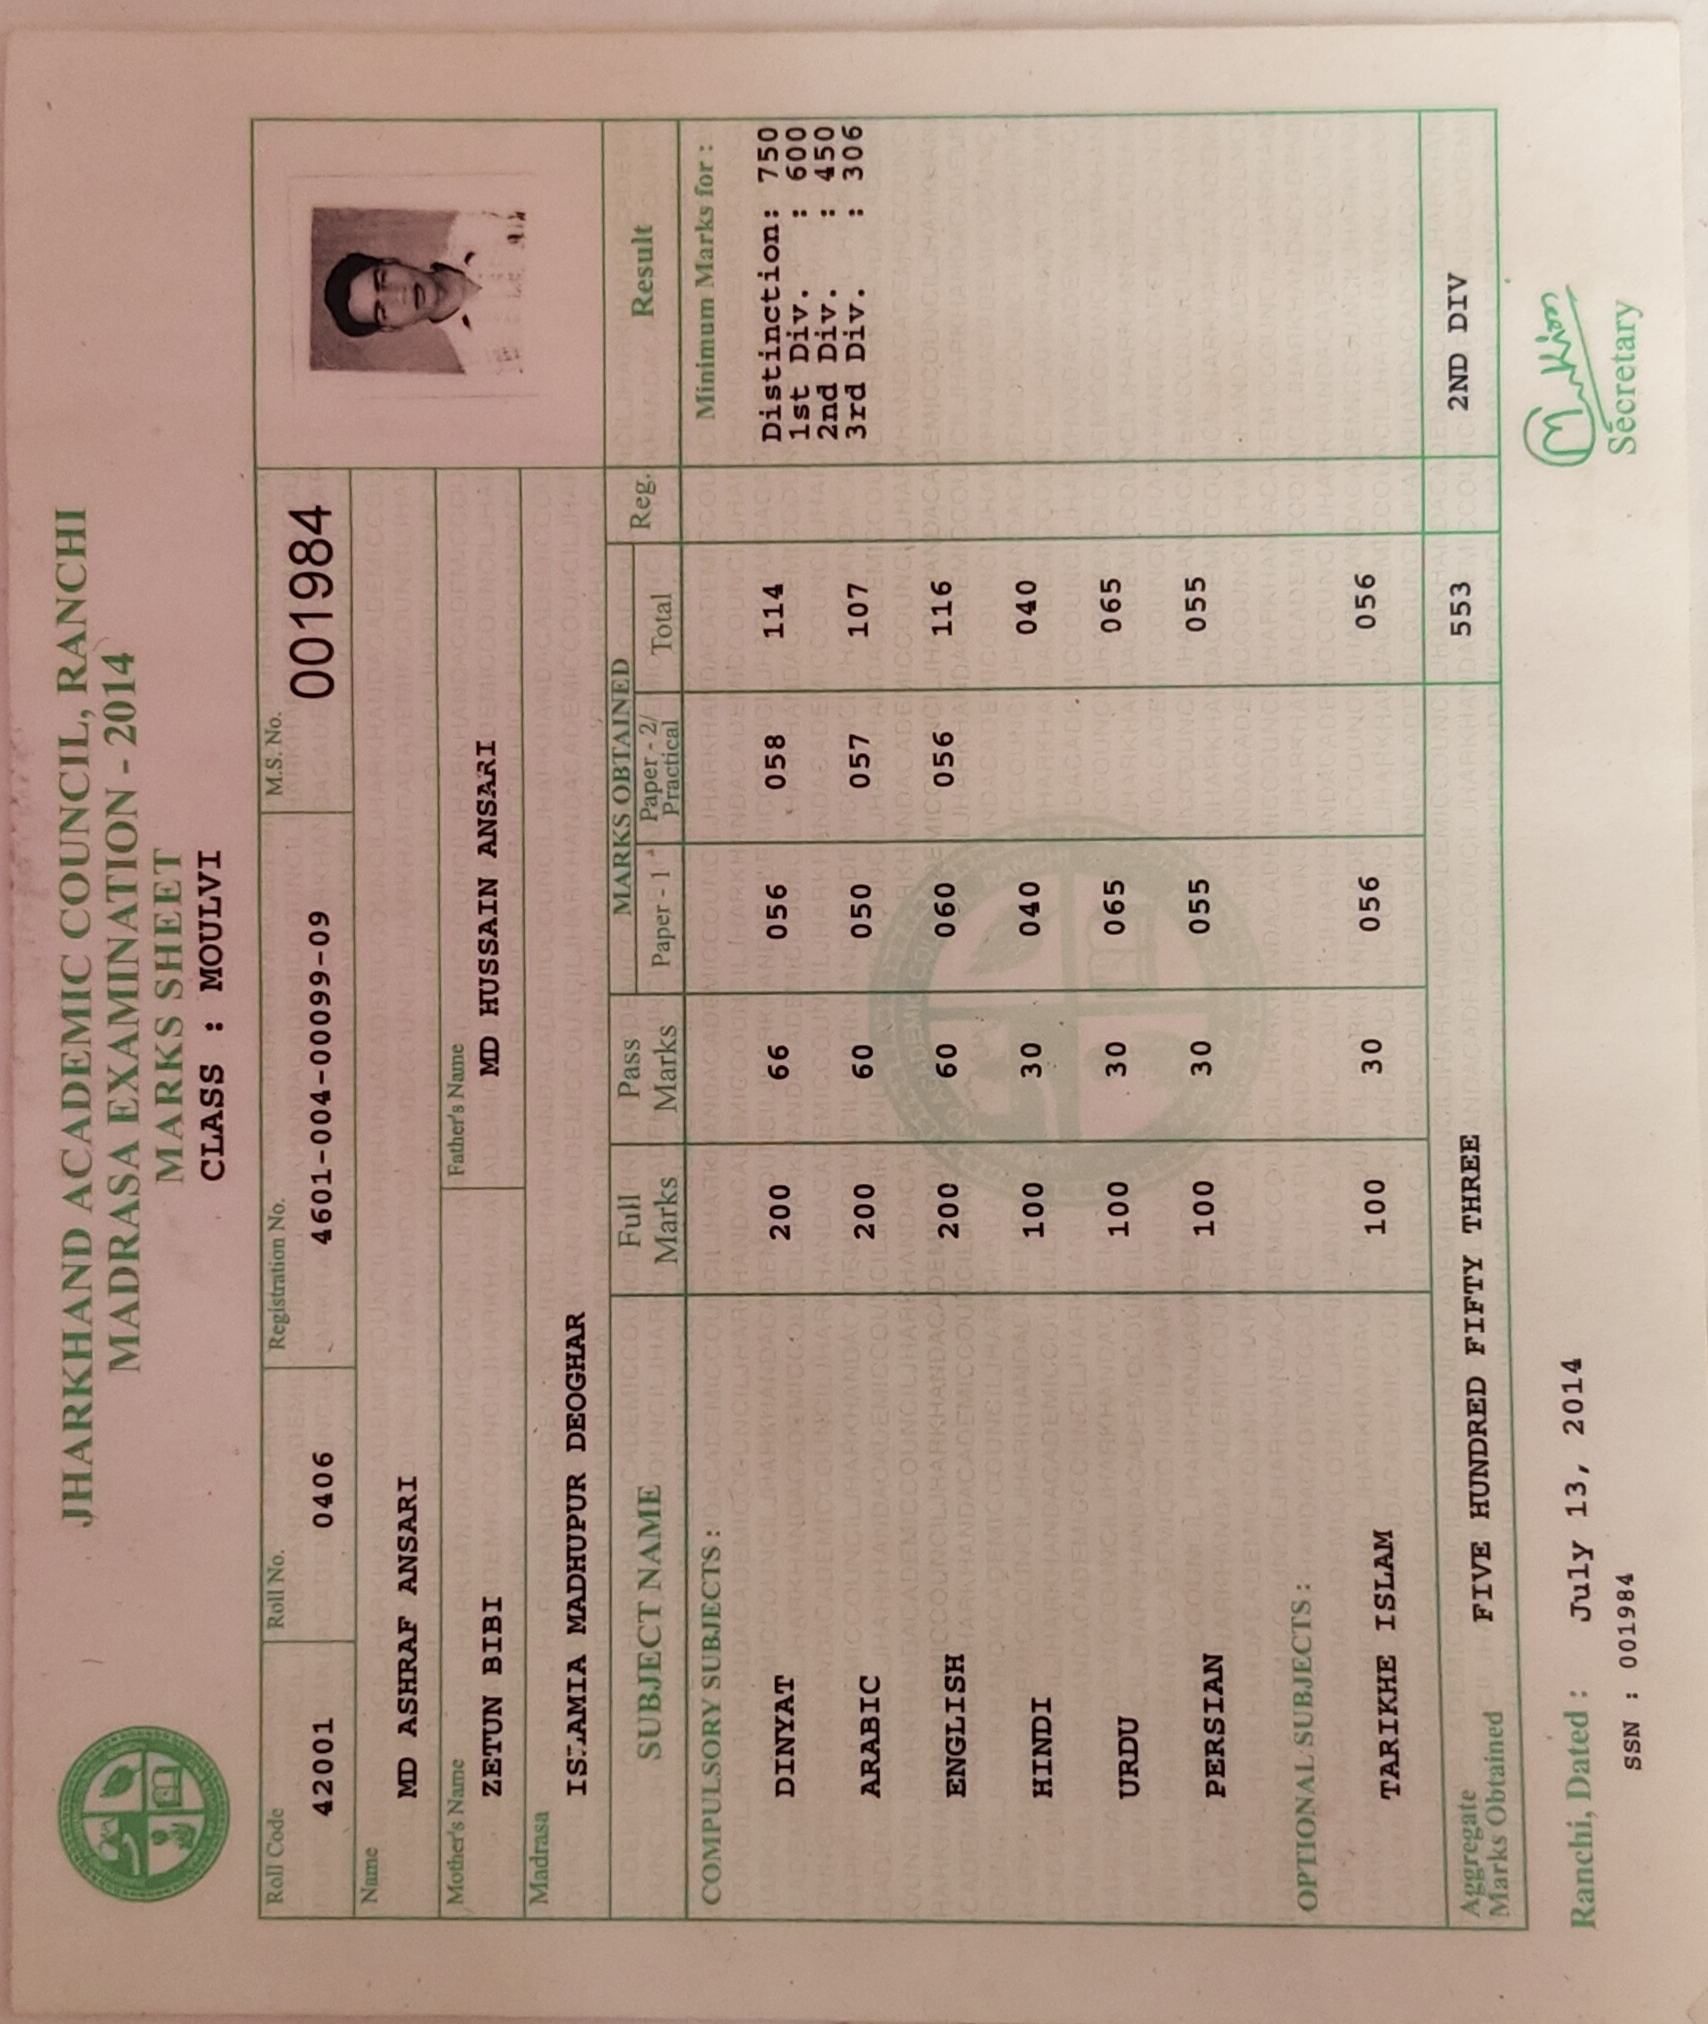 JHARKHAND ACADEMIC COUNCIL, RANCHI
MADRASA EXAMINATION - 2014
MARKS SHEET
CLASS : MOULVI
Roll Code Roll No. Registration No. M.S. No.
42001 0406 4601-004-00099-09 001984
Name
MD ASHRAF ANSARI
Mother's Name Father's Name
ZETUN BIBI MD HUSSAIN ANSARI
Madrasa
ISLAMIA MADHUPUR DEOGHAR
SUBJECT NAME Full Marks Pass Marks MARKS OBTAINED Reg. Result
Paper - 1 Paper - 2/ Practical Total
COMPULSORY SUBJECTS : Minimum Marks for :
DINYAT 200 66 056 058 114 Distinction: 750
1st Div. : 600
ARABIC 200 60 050 057 107 2nd Div. : 450
3rd Div. : 306
ENGLISH 200 60 060 056 116
HINDI 100 30 040 040
URDU 100 30 065 065
PERSIAN 100 30 055 055
OPTIONAL SUBJECTS :
TARIKHE ISLAM 100 30 056 056
Aggregate Marks Obtained FIVE HUNDRED FIFTY THREE 553 2ND DIV
Ranchi, Dated : July 13, 2014
Secretary
SSN : 001984